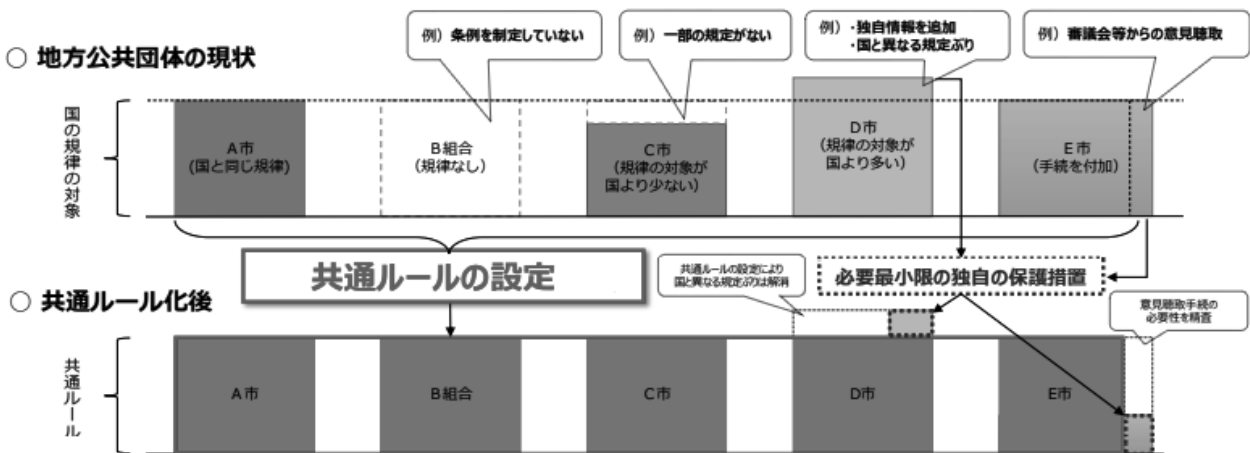 ○ 地方公共団体の現状
例）条例を制定していない
例）一部の規定がない
例）・独自情報を追加
・国と異なる規定ぶり
例）審議会等からの意見聴取
国の規律の対象
A市
(国と同じ規律)
B組合
(規律なし)
C市
(規律の対象が
国より少ない)
D市
(規律の対象が
国より多い)
E市
(手続を付加)
共通ルールの設定
共通ルールの設定により
国と異なる規定ぶりは解消
必要最小限の独自の保護措置
○ 共通ルール化後
意見聴取手続の
必要性を精査
共通ルール
A市
B組合
C市
D市
E市